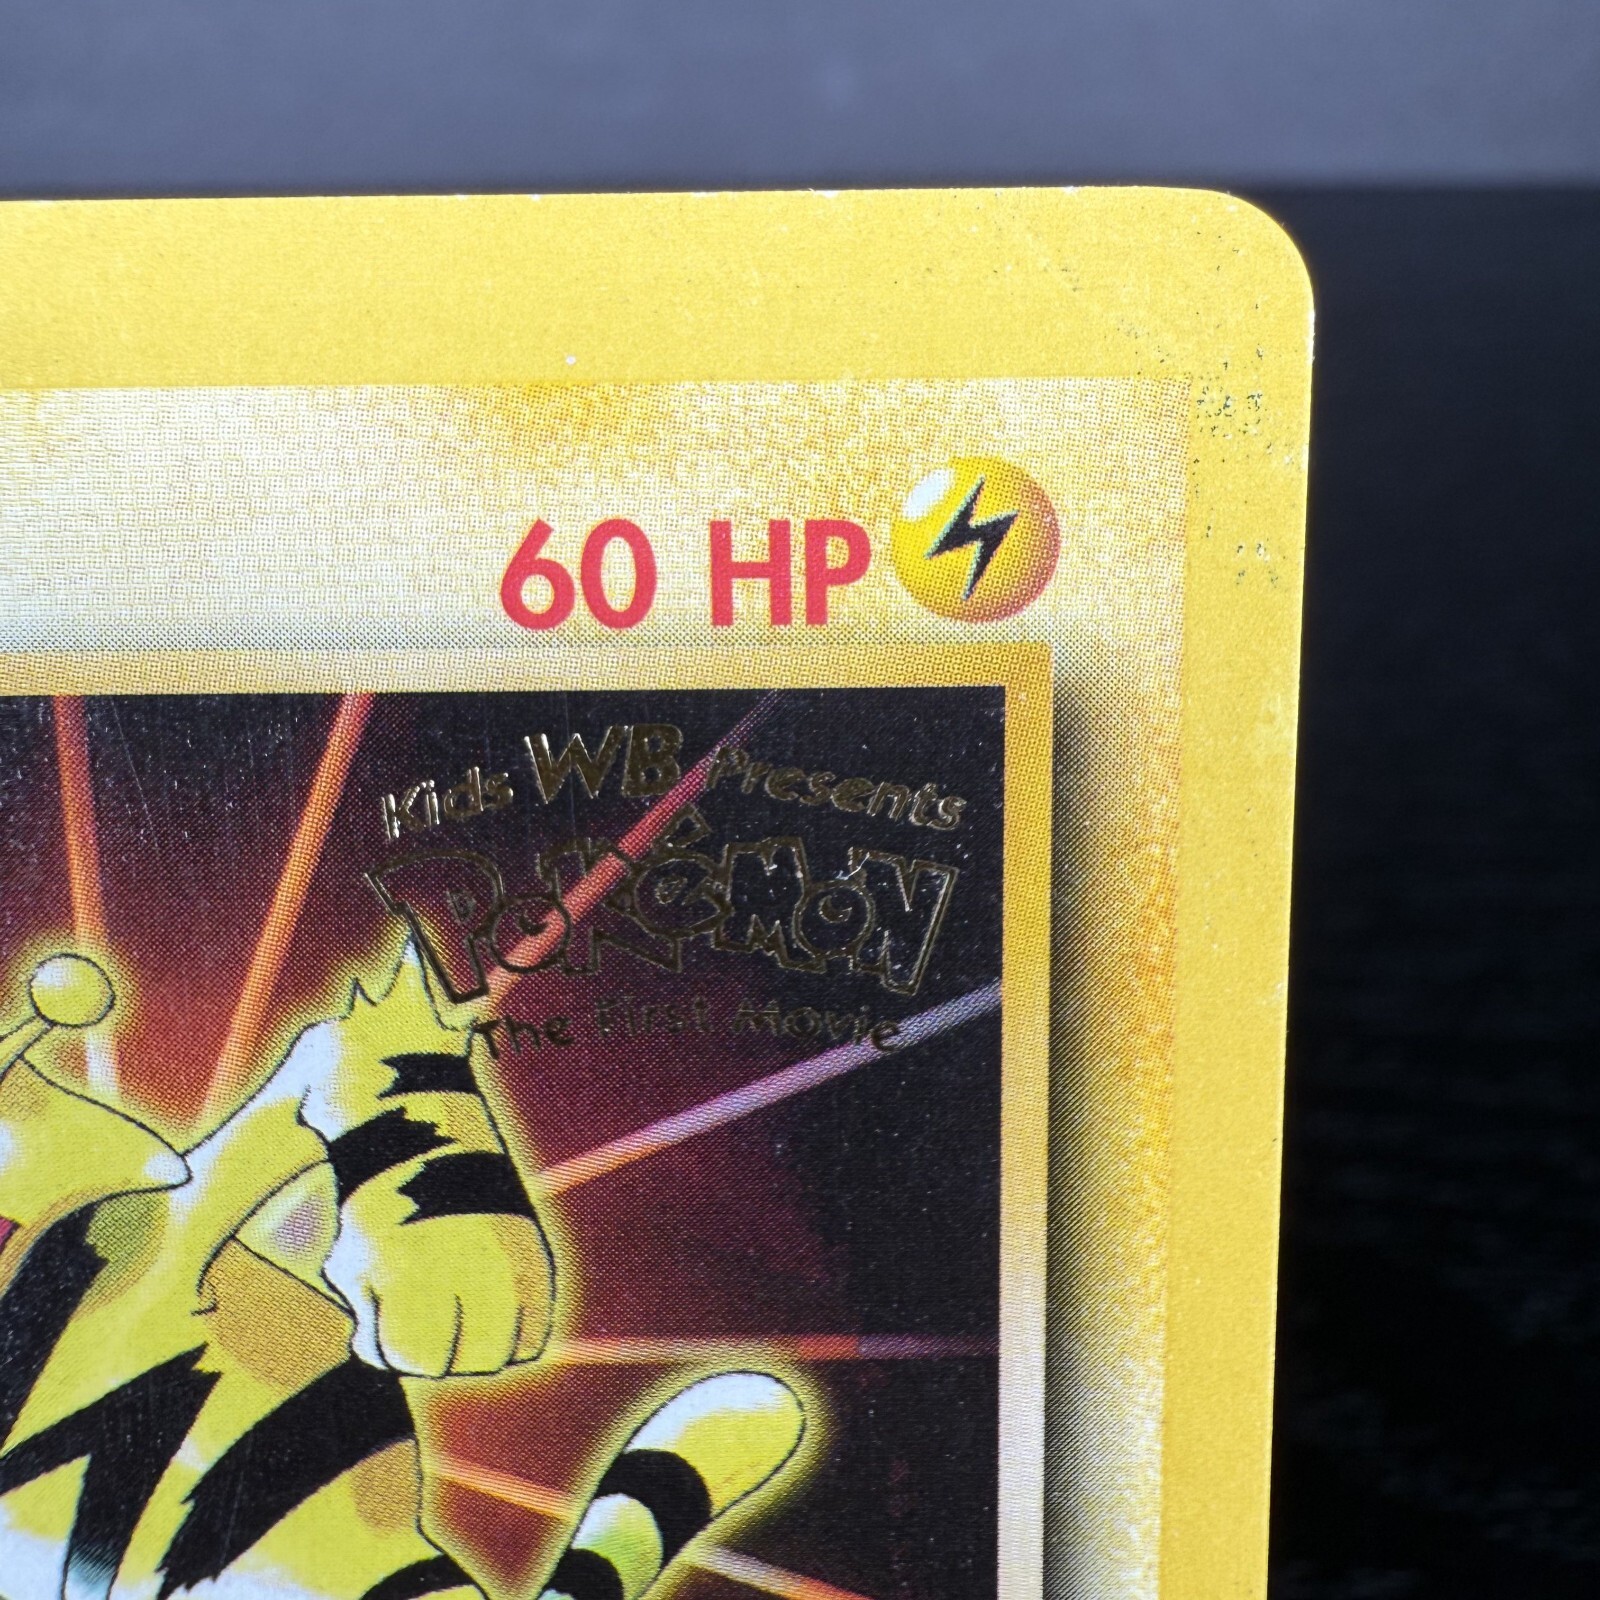 60 HP
Kids WB Presents
POKéMON
The First Movie